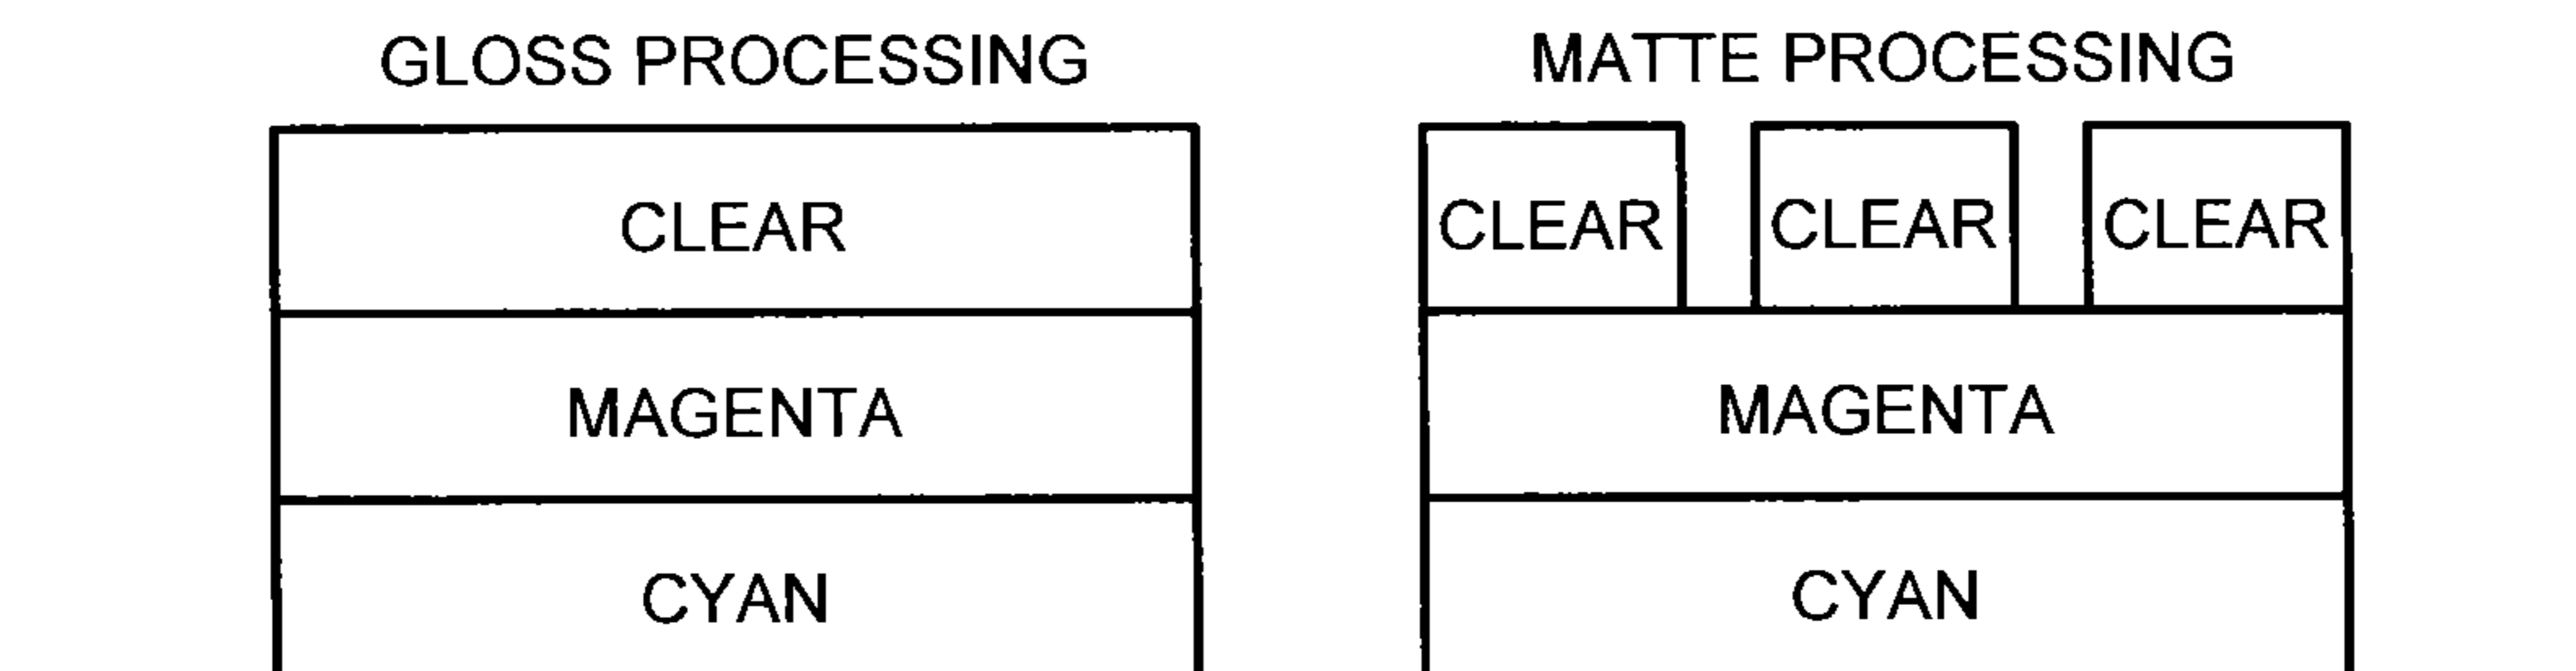 GLOSS PROCESSING
CLEAR
MAGENTA
CYAN
MATTE PROCESSING
CLEAR CLEAR CLEAR
MAGENTA
CYAN